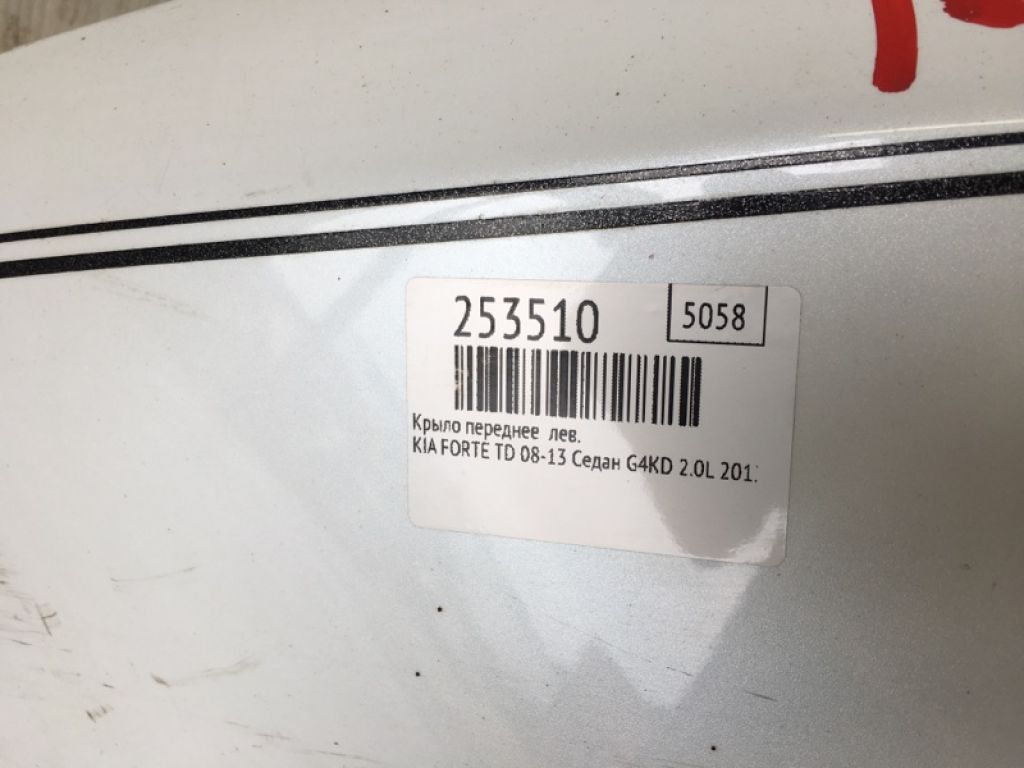 253510
5058
Крыло переднее лев.
KIA FORTE TD 08-13 Седан G4KD 2.0L